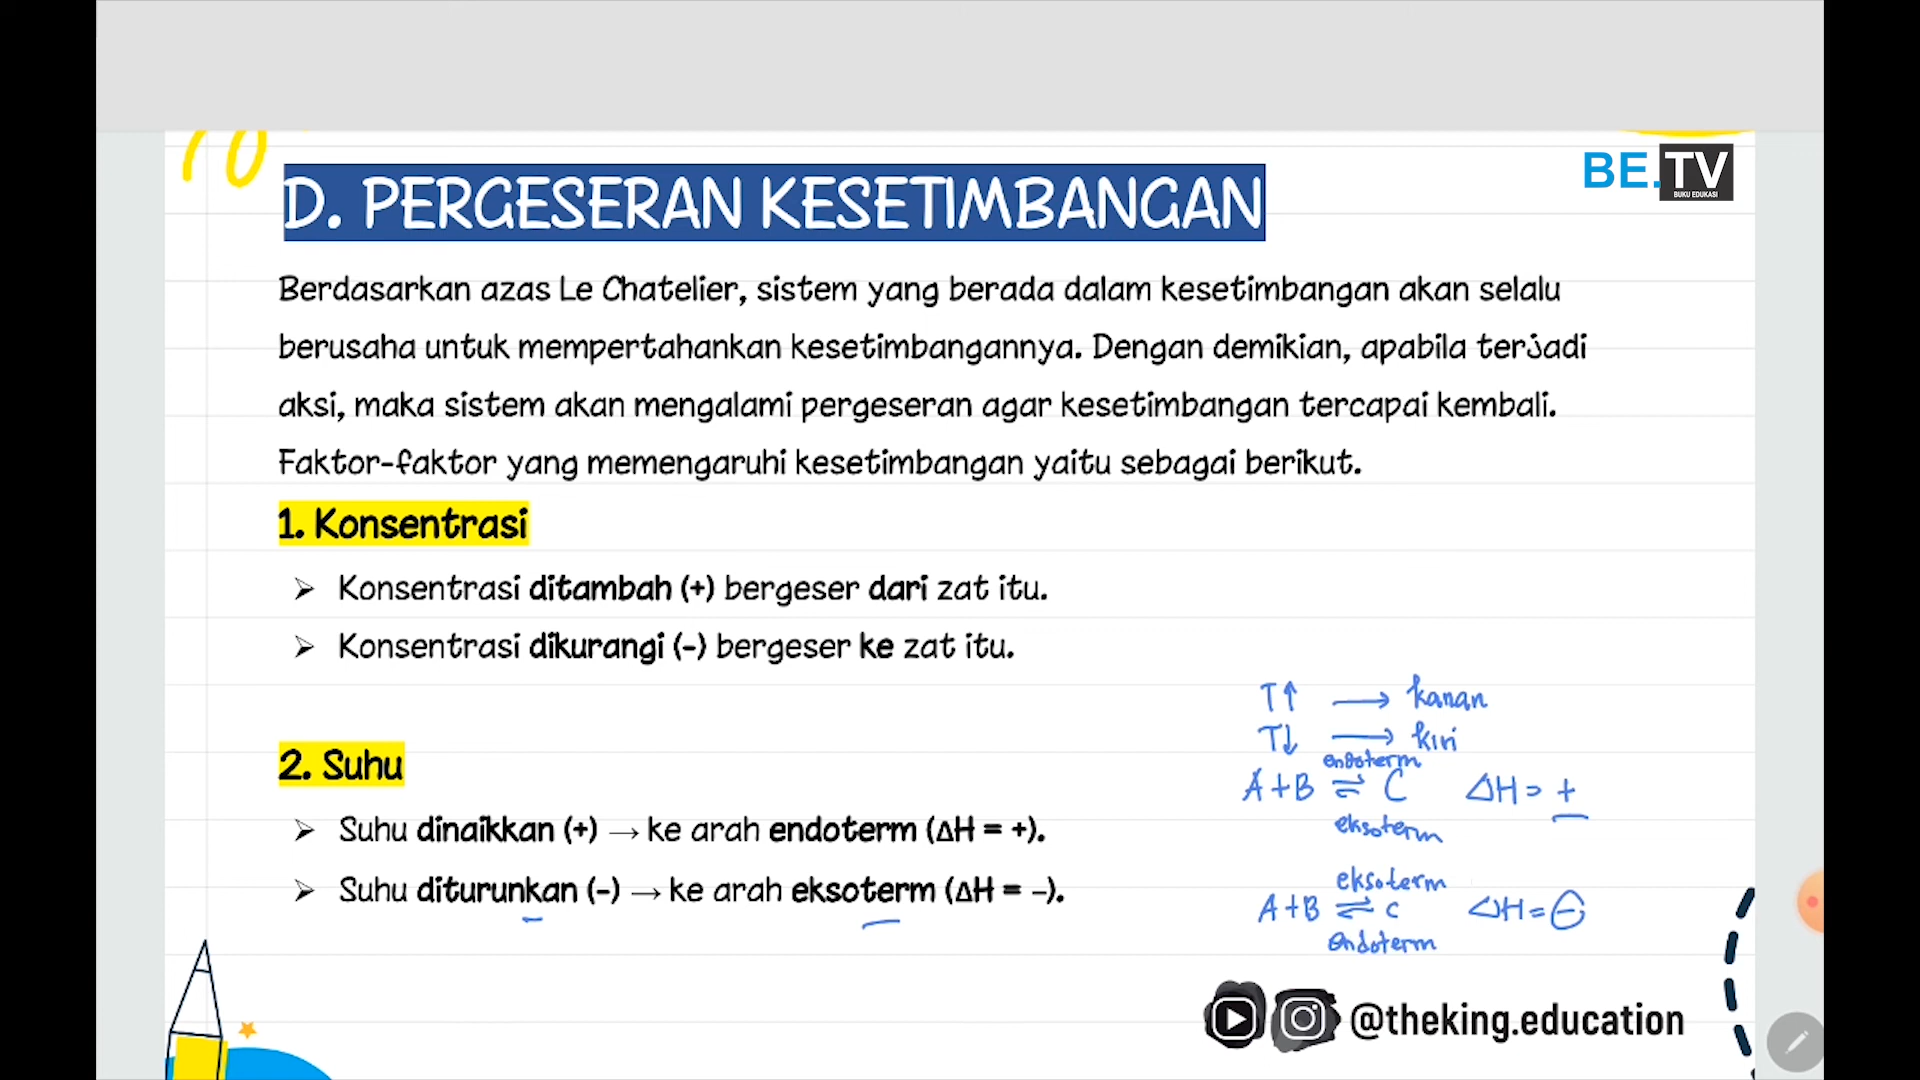 BE.TV
BUKU EDUKASI
D. PERGESERAN KESETIMBANGAN
Berdasarkan azas Le Chatelier, sistem yang berada dalam kesetimbangan akan selalu
berusaha untuk mempertahankan kesetimbangannya. Dengan demikian, apabila terjadi
aksi, maka sistem akan mengalami pergeseran agar kesetimbangan tercapai kembali.
Faktor-faktor yang memengaruhi kesetimbangan yaitu sebagai berikut.
1. Konsentrasi
➢ Konsentrasi ditambah (+) bergeser dari zat itu.
➢ Konsentrasi dikurangi (-) bergeser ke zat itu.
2. Suhu
➢ Suhu dinaikkan (+) → ke arah endoterm (ΔH = +).
➢ Suhu diturunkan (-) → ke arah eksoterm (ΔH = -).
T↑ → kanan
T↓ → kiri
endoterm
A+B ⇌ C ΔH = +
eksoterm
eksoterm
A+B ⇌ C ΔH = -
endoterm
@theking.education